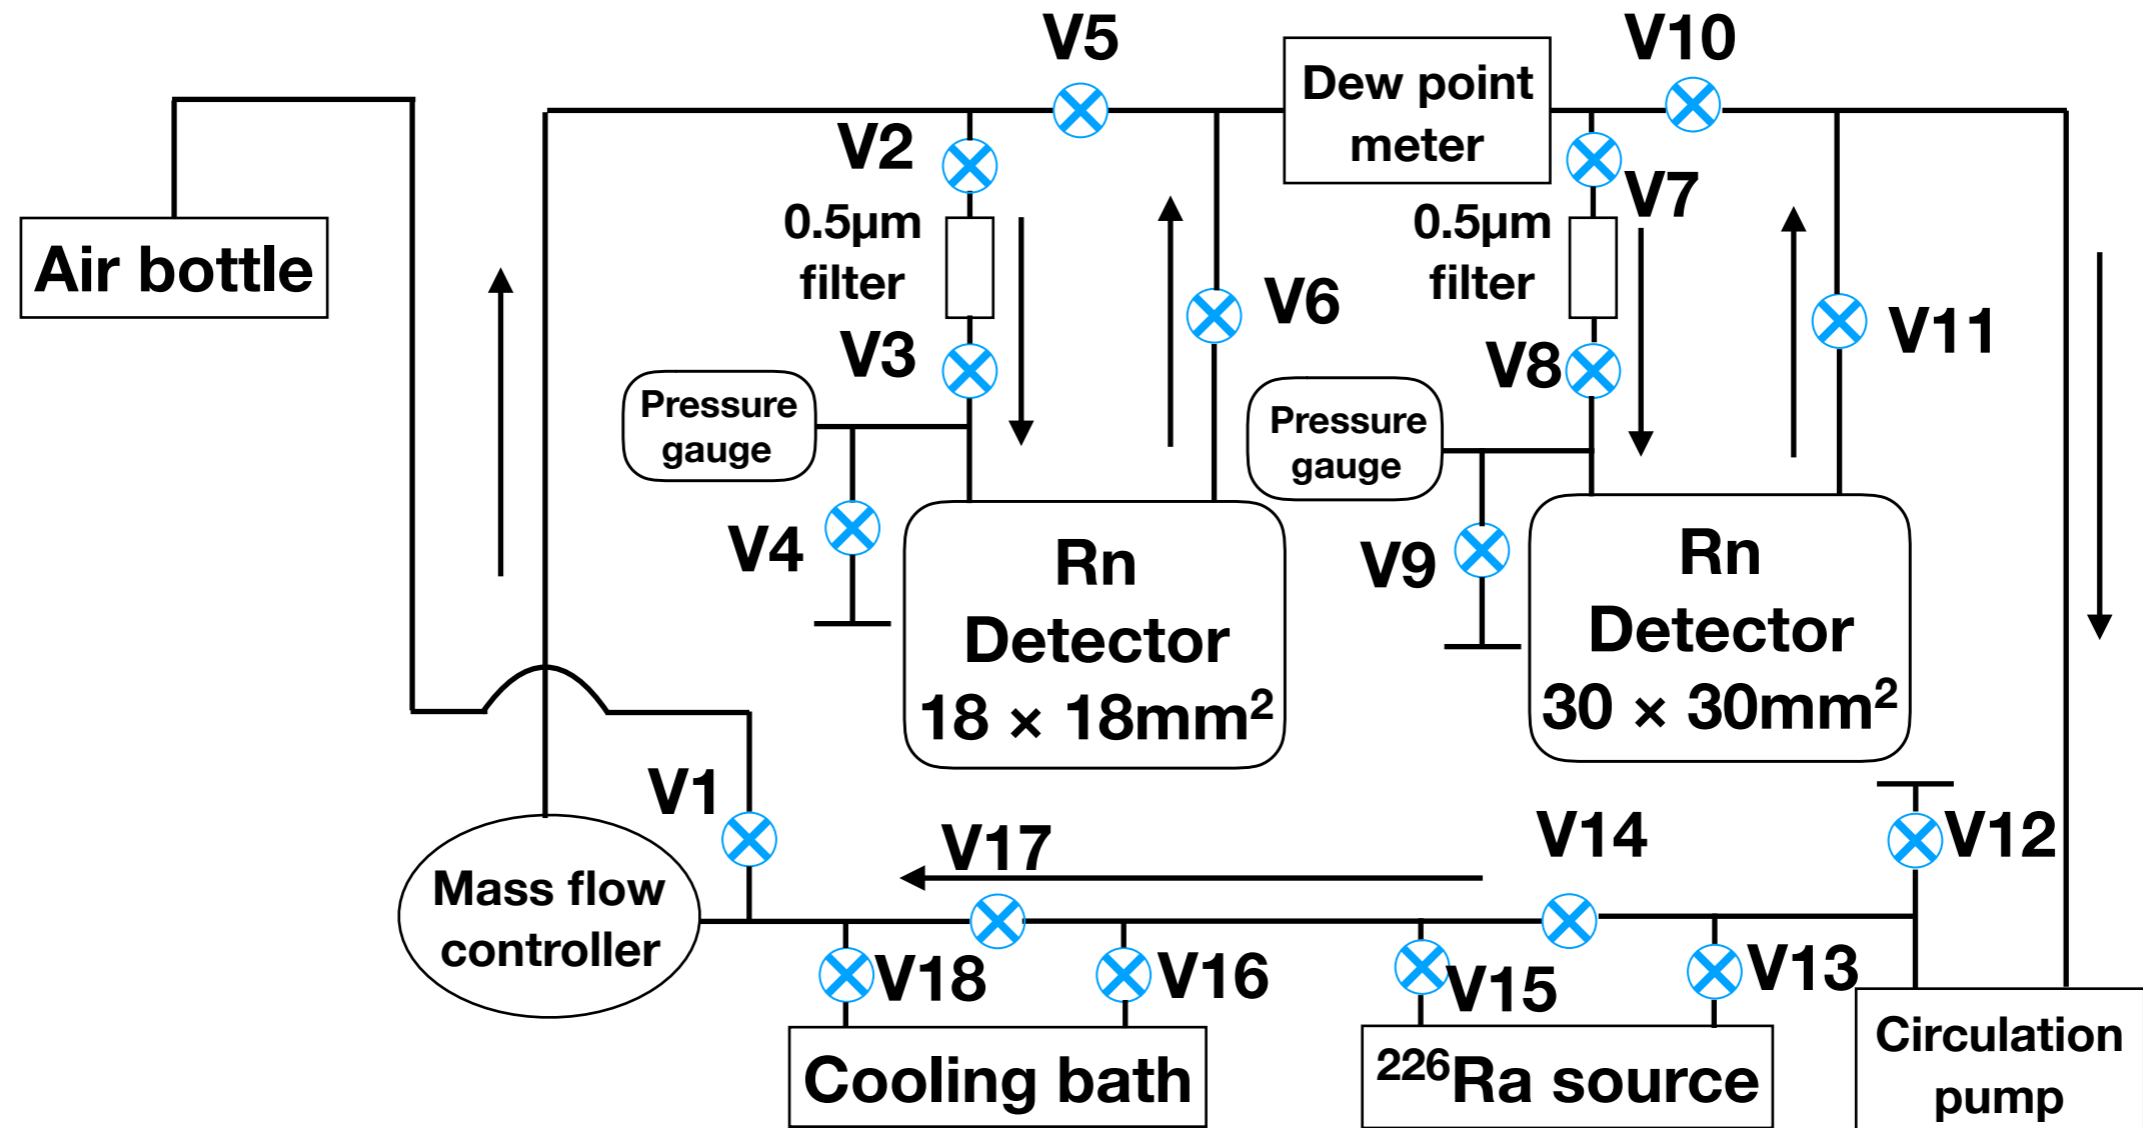 V5
V10
Dew point
meter
V2
V7
0.5µm
filter
0.5µm
filter
Air bottle
V6
V11
V3
V8
Pressure
gauge
Pressure
gauge
V4
V9
Rn
Detector
18 × 18mm²
Rn
Detector
30 × 30mm²
V1
V17
V14
V12
Mass flow
controller
V18
V16
V15
V13
Cooling bath
²²⁶Ra source
Circulation
pump